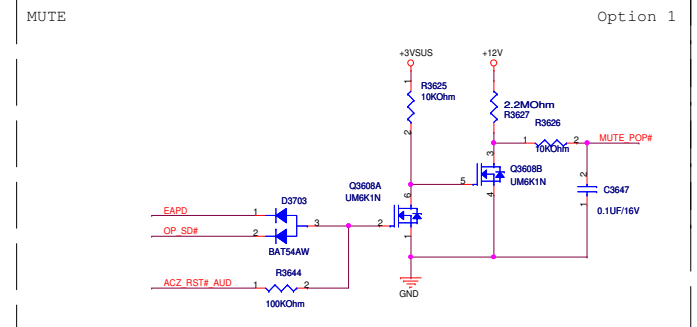 MUTE
Option 1
+3VSUS
+12V
1
R3625
10KOhm
2
2.2MOhm
R3627
R3626
1
2
MUTE_POP#
10KOhm
3
Q3608B
UM6K1N
5
4
2
C3647
0.1UF/16V
1
Q3608A
UM6K1N
6
2
1
D3703
EAPD
1
3
OP_SD#
2
BAT54AW
R3644
ACZ_RST#_AUD
1
2
100KOhm
GND